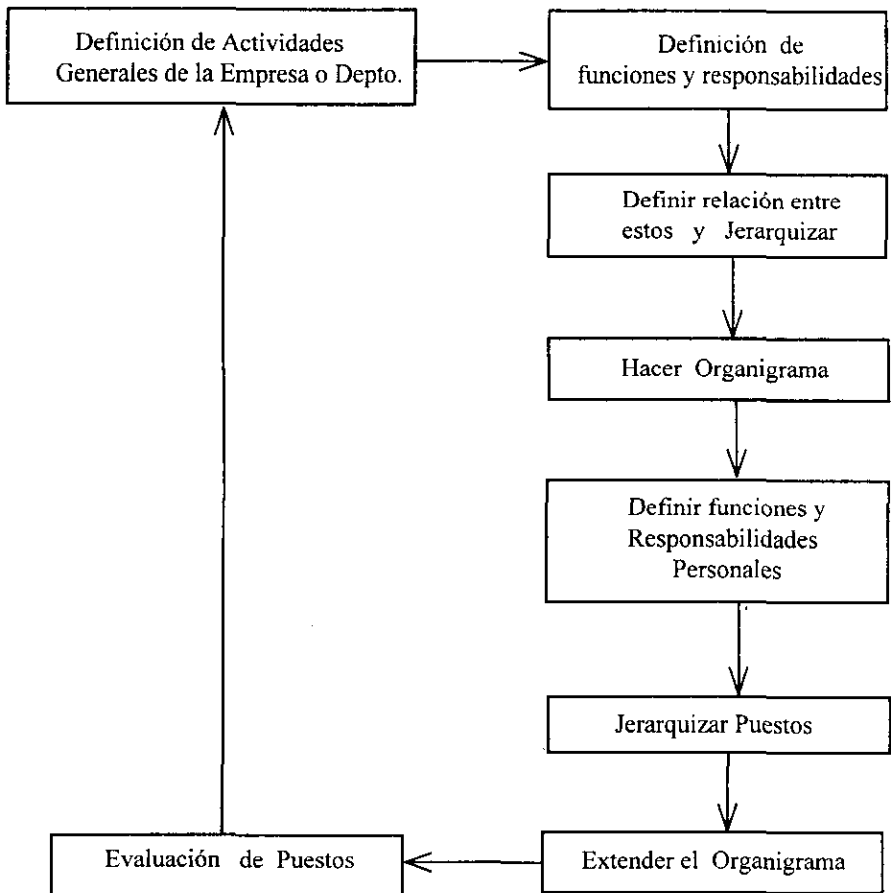 Definición de Actividades
Generales de la Empresa o Depto.
Definición de
funciones y responsabilidades
Definir relación entre
estos y Jerarquizar
Hacer Organigrama
Definir funciones y
Responsabilidades
Personales
Jerarquizar Puestos
Extender el Organigrama
Evaluación de Puestos